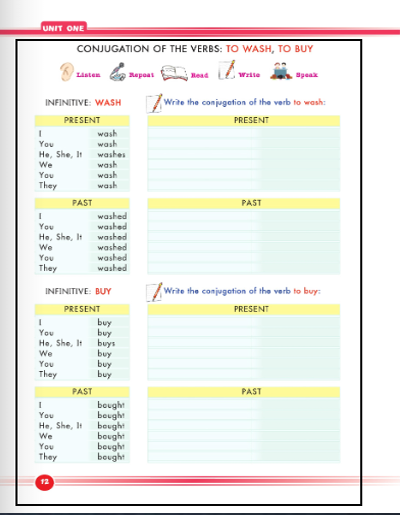 UNIT ONE
CONJUGATION OF THE VERBS: TO WASH, TO BUY
Listen Repeat Read Write Speak
INFINITIVE: WASH
Write the conjugation of the verb to wash:
PRESENT PRESENT
I wash
You wash
He, She, It washes
We wash
You wash
They wash
PAST PAST
I washed
You washed
He, She, It washed
We washed
You washed
They washed
INFINITIVE: BUY
Write the conjugation of the verb to buy:
PRESENT PRESENT
I buy
You buy
He, She, It buys
We buy
You buy
They buy
PAST PAST
I bought
You bought
He, She, It bought
We bought
You bought
They bought
12